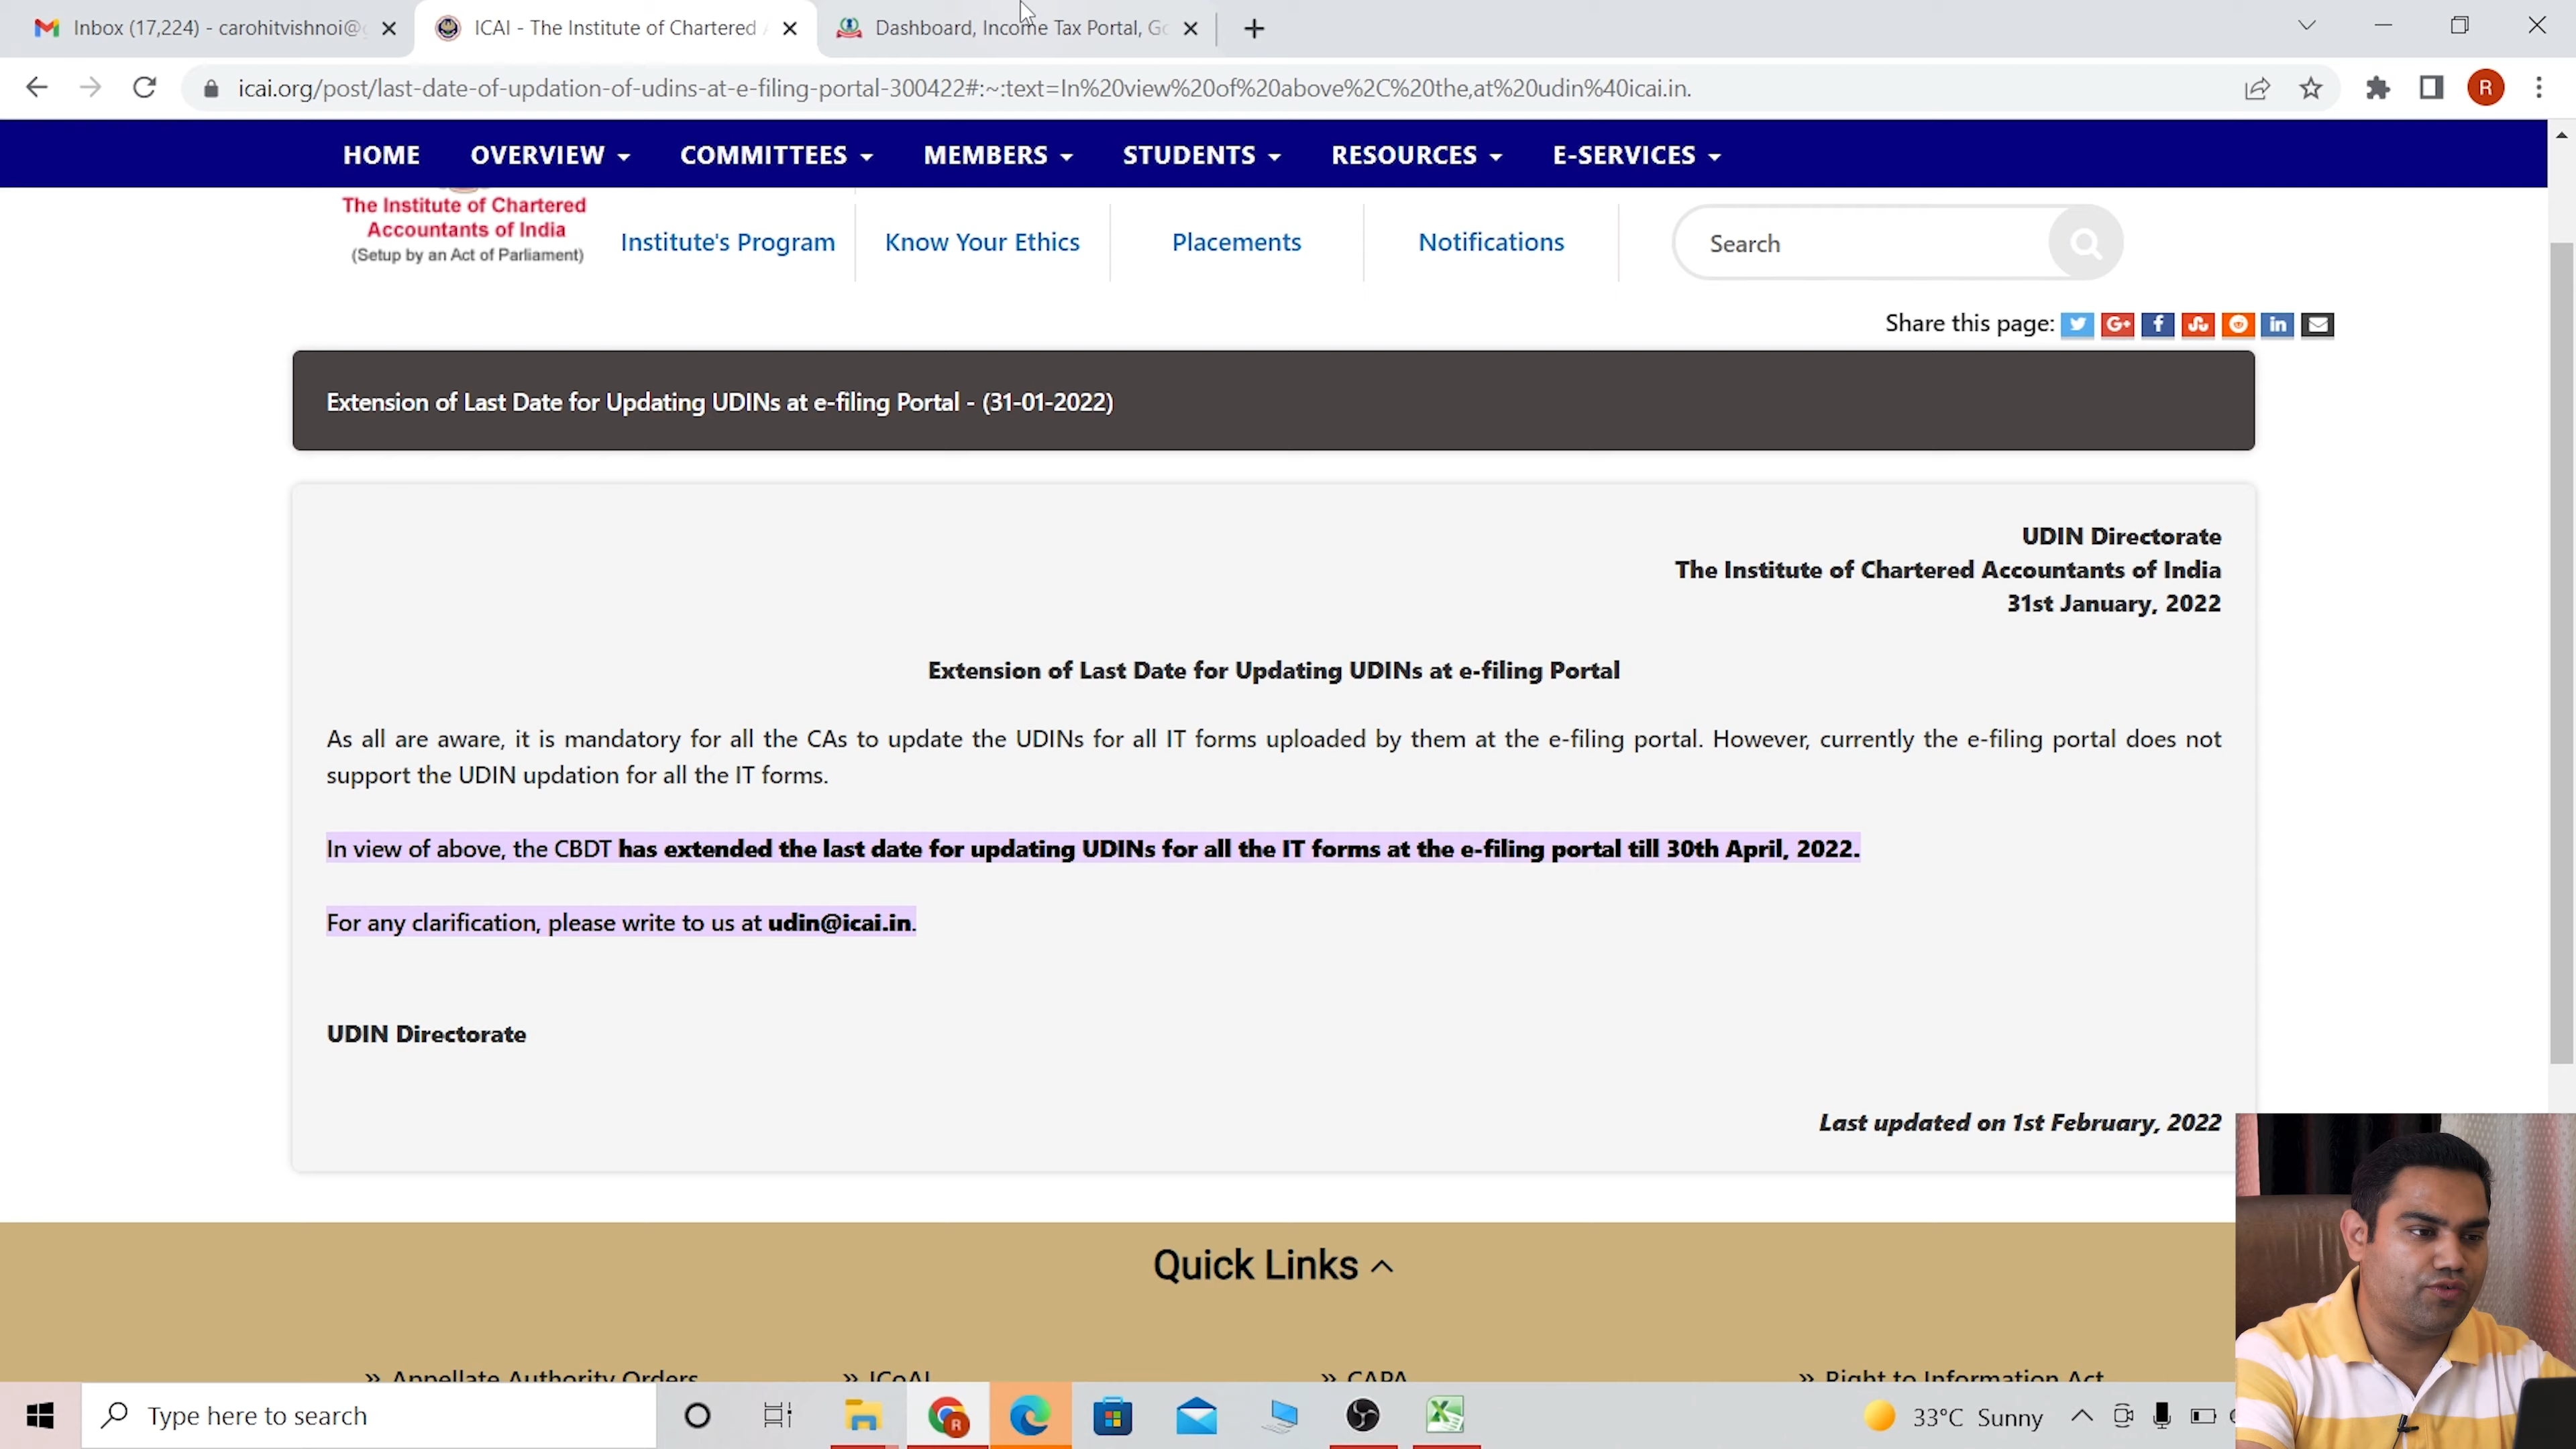 Inbox (17,224) - carohitvishnoi@g
ICAI - The Institute of Chartered A
Dashboard, Income Tax Portal, Go
icai.org/post/last-date-of-updation-of-udins-at-e-filing-portal-300422#:~:text=In%20view%20of%20above%2C%20the,at%20udin%40icai.in.
R
HOME OVERVIEW COMMITTEES MEMBERS STUDENTS RESOURCES E-SERVICES
The Institute of Chartered
Accountants of India
(Setup by an Act of Parliament)
Institute's Program Know Your Ethics Placements Notifications Search
Share this page:
Extension of Last Date for Updating UDINs at e-filing Portal - (31-01-2022)
UDIN Directorate
The Institute of Chartered Accountants of India
31st January, 2022
Extension of Last Date for Updating UDINs at e-filing Portal
As all are aware, it is mandatory for all the CAs to update the UDINs for all IT forms uploaded by them at the e-filing portal. However, currently the e-filing portal does not
support the UDIN updation for all the IT forms.
In view of above, the CBDT has extended the last date for updating UDINs for all the IT forms at the e-filing portal till 30th April, 2022.
For any clarification, please write to us at udin@icai.in.
UDIN Directorate
Last updated on 1st February, 2022
Quick Links
» Appellate Authority Orders » ICoAI » CAPA » Right to Information Act
Type here to search
33°C Sunny